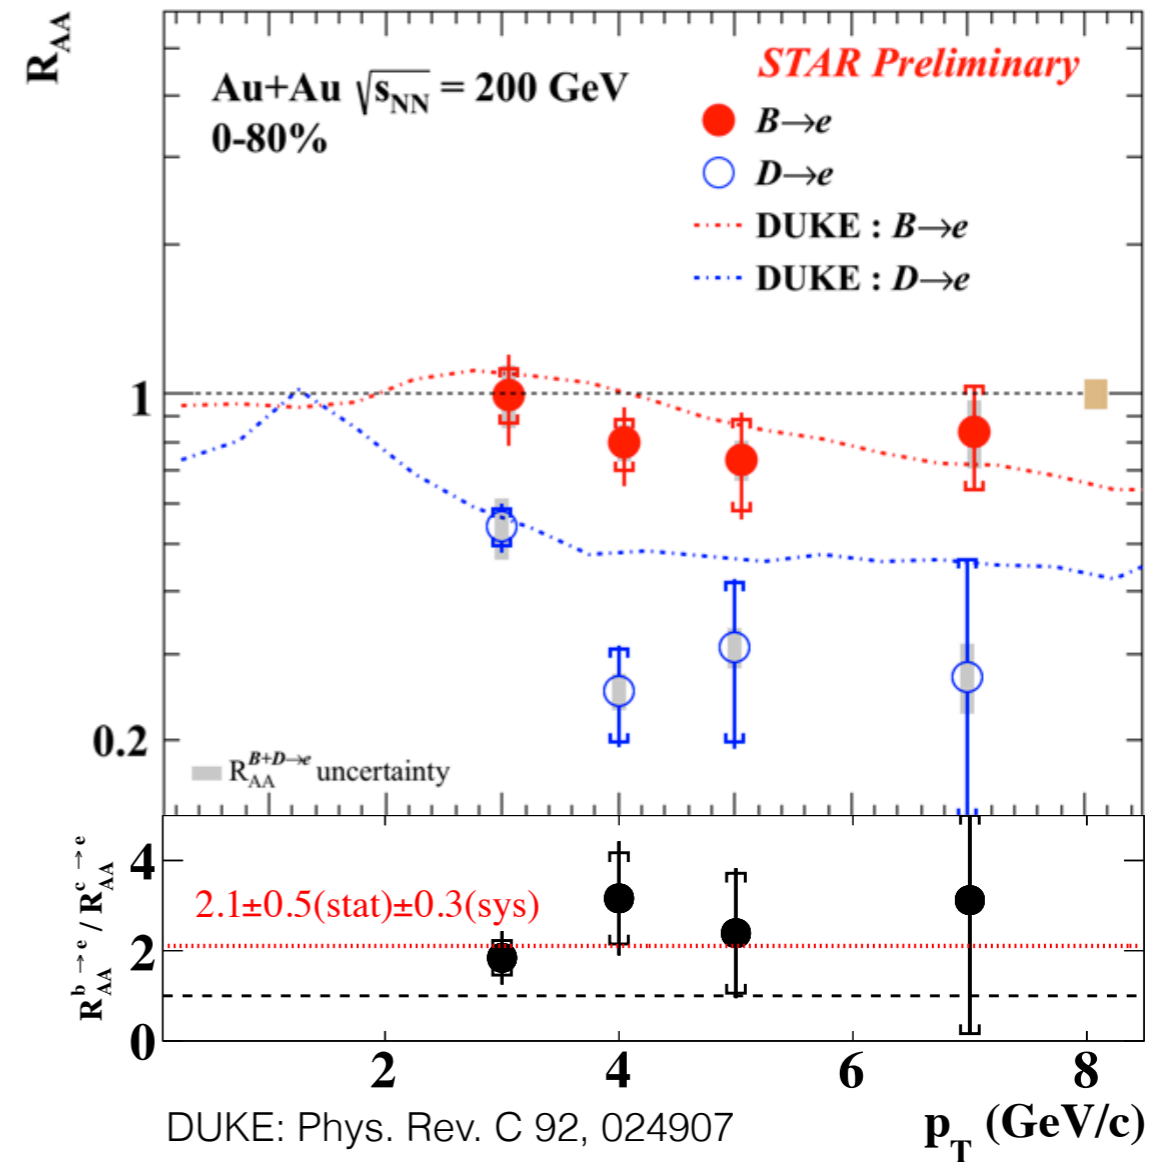 R_AA
STAR Preliminary
Au+Au √s_NN = 200 GeV
0-80%
B→e
D→e
DUKE : B→e
DUKE : D→e
1
0.2
R_AA^B+D→e uncertainty
R_AA^b→e / R_AA^c→e
4
2.1±0.5(stat)±0.3(sys)
2
0
2 4 6 8
DUKE: Phys. Rev. C 92, 024907
p_T (GeV/c)